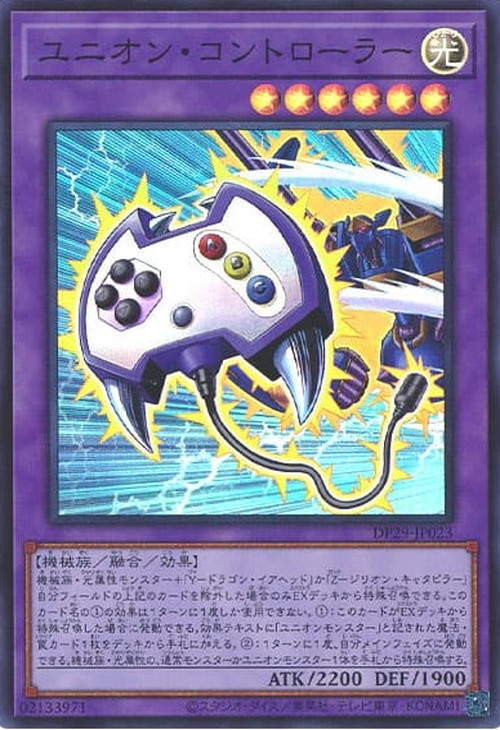 ユニオン・コントローラー
光
DP29-JP023
【機械族/融合/効果】
機械族・光属性モンスター+「Y-ドラゴン・イアヘッド」か「Z-ジリオン・キャタピラー」
自分フィールドの上記のカードを除外した場合のみEXデッキから特殊召喚できる。この
カード名の①の効果は1ターンに1度しか使用できない。①:このカードがEXデッキから
特殊召喚した場合に発動できる。効果テキストに「ユニオンモンスター」と記された魔法・
罠カード1枚をデッキから手札に加える。②:1ターンに1度、自分メインフェイズに発動
できる。機械族・光属性の、通常モンスターかユニオンモンスター1体を手札から特殊召喚する。
ATK/2200 DEF/1900
02133971
©スタジオ・ダイス/集英社・テレビ東京・KONAMI